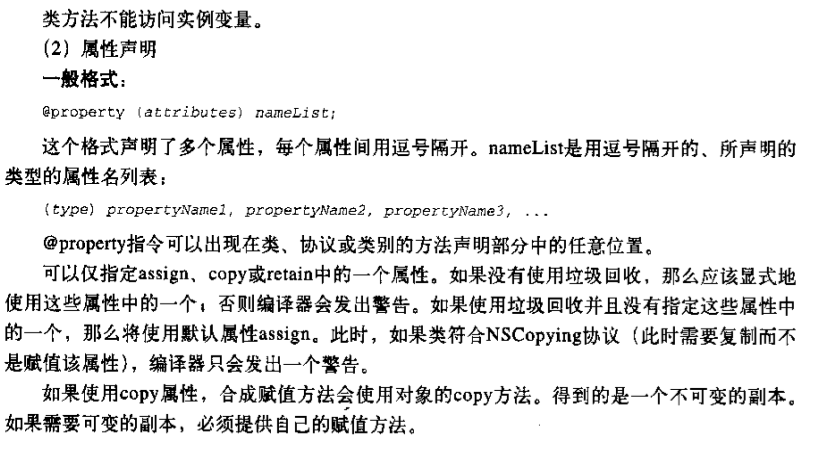 类方法不能访问实例变量。
(2) 属性声明
一般格式：
@property (attributes) nameList;
这个格式声明了多个属性，每个属性间用逗号隔开。nameList是用逗号隔开的、所声明的
类型的属性名列表：
(type) propertyName1, propertyName2, propertyName3, ...
@property指令可以出现在类、协议或类别的方法声明部分中的任意位置。
可以仅指定assign、copy或retain中的一个属性。如果没有使用垃圾回收，那么应该显式地
使用这些属性中的一个；否则编译器会发出警告。如果使用垃圾回收并且没有指定这些属性中
的一个，那么将使用默认属性assign。此时，如果类符合NSCopying协议（此时需要复制而不
是赋值该属性），编译器只会发出一个警告。
如果使用copy属性，合成赋值方法会使用对象的copy方法。得到的是一个不可变的副本。
如果需要可变的副本，必须提供自己的赋值方法。